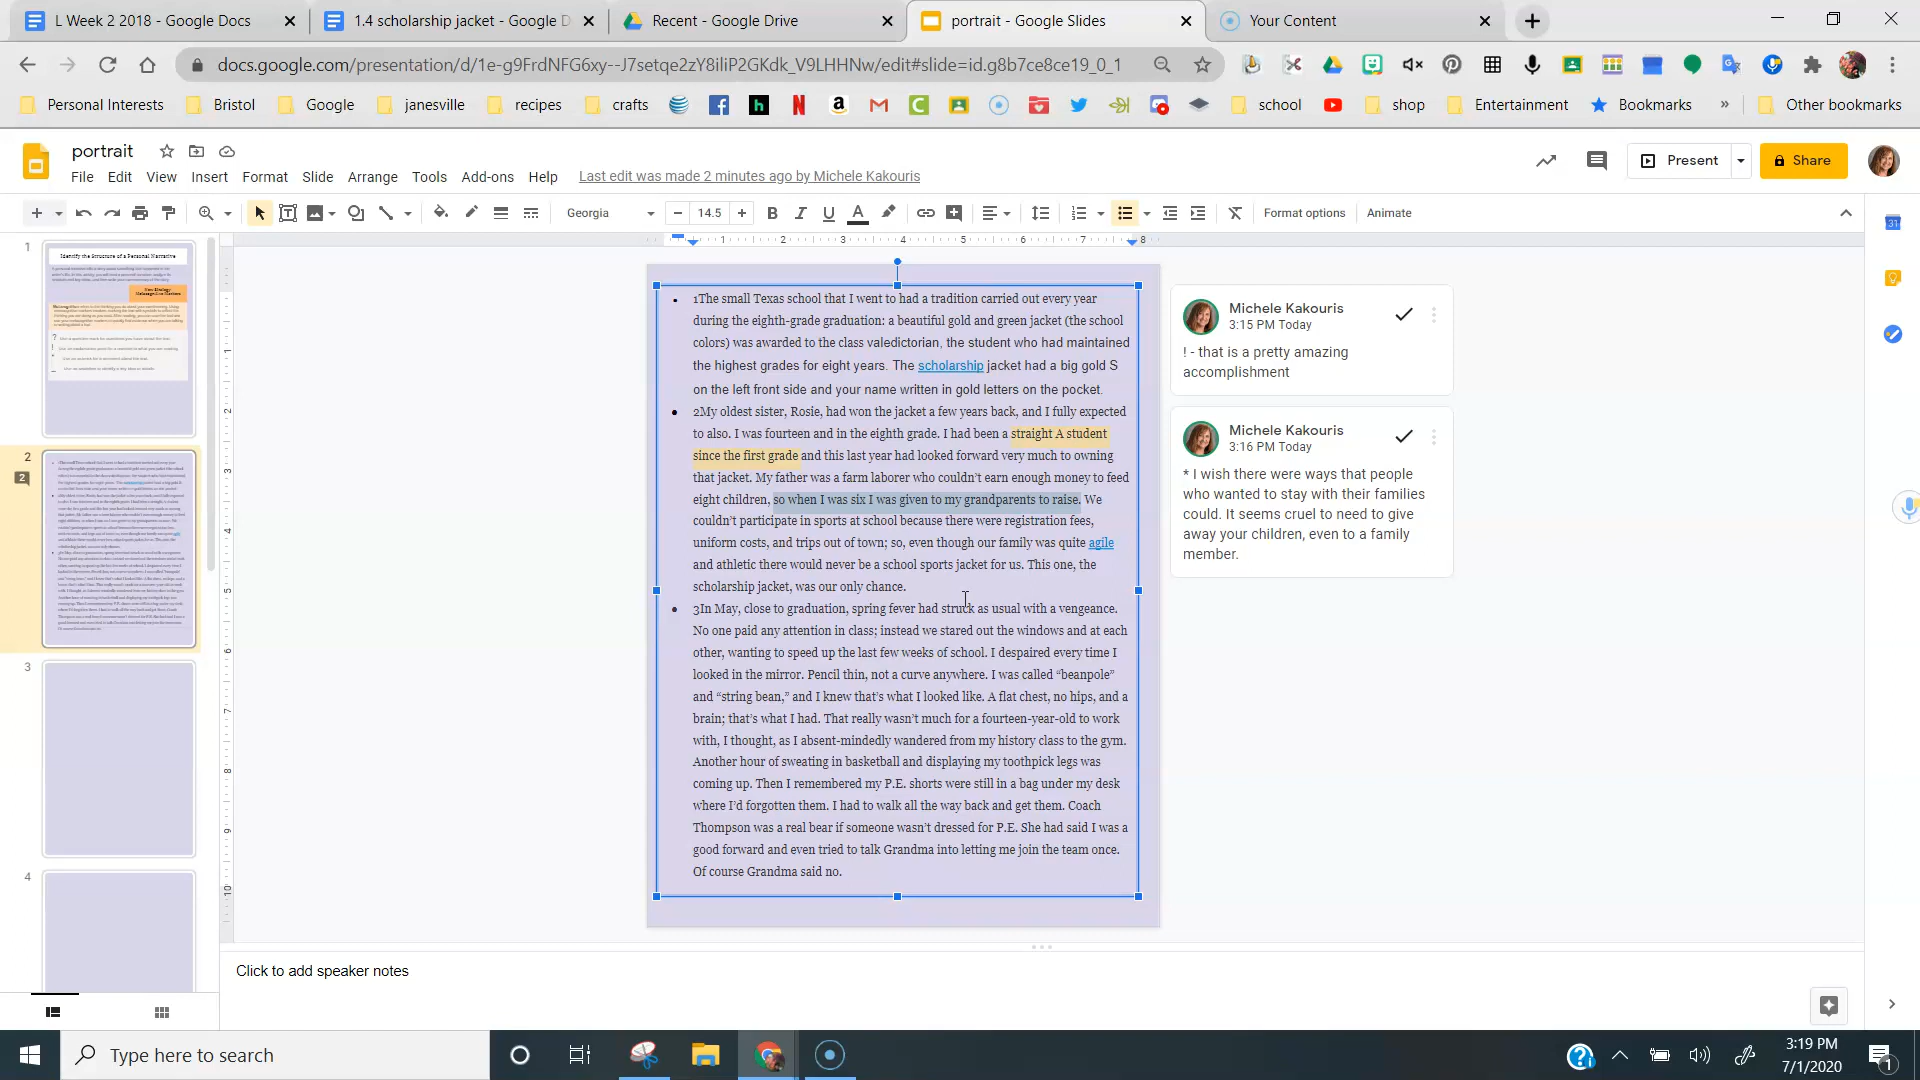 L Week 2 2018 - Google Docs
1.4 scholarship jacket - Google D
Recent - Google Drive
portrait - Google Slides
Your Content
docs.google.com/presentation/d/1e-g9FrdNFG6xy--J7setqe2zY8iliP2GKdk_V9LHHNw/edit#slide=id.g8b7ce8ce19_0_1
Personal Interests
Bristol
Google
janesville
recipes
crafts
school
shop
Entertainment
Bookmarks
»
Other bookmarks
portrait
Present
Share
File Edit View Insert Format Slide Arrange Tools Add-ons Help
Last edit was made 2 minutes ago by Michele Kakouris
Georgia
14.5
Format options
Animate
1 2 3 4 5 6 7 8
1
Identify the Structure of a Personal Narrative
2
2
3
4
1The small Texas school that I went to had a tradition carried out every year
during the eighth-grade graduation: a beautiful gold and green jacket (the school
colors) was awarded to the class valedictorian, the student who had maintained
the highest grades for eight years. The scholarship jacket had a big gold S
on the left front side and your name written in gold letters on the pocket.
2My oldest sister, Rosie, had won the jacket a few years back, and I fully expected
to also. I was fourteen and in the eighth grade. I had been a straight A student
since the first grade and this last year had looked forward very much to owning
that jacket. My father was a farm laborer who couldn't earn enough money to feed
eight children, so when I was six I was given to my grandparents to raise. We
couldn't participate in sports at school because there were registration fees,
uniform costs, and trips out of town; so, even though our family was quite agile
and athletic there would never be a school sports jacket for us. This one, the
scholarship jacket, was our only chance.
3In May, close to graduation, spring fever had struck as usual with a vengeance.
No one paid any attention in class; instead we stared out the windows and at each
other, wanting to speed up the last few weeks of school. I despaired every time I
looked in the mirror. Pencil thin, not a curve anywhere. I was called “beanpole”
and “string bean,” and I knew that's what I looked like. A flat chest, no hips, and a
brain; that's what I had. That really wasn't much for a fourteen-year-old to work
with, I thought, as I absent-mindedly wandered from my history class to the gym.
Another hour of sweating in basketball and displaying my toothpick legs was
coming up. Then I remembered my P.E. shorts were still in a bag under my desk
where I'd forgotten them. I had to walk all the way back and get them. Coach
Thompson was a real bear if someone wasn't dressed for P.E. She had said I was a
good forward and even tried to talk Grandma into letting me join the team once.
Of course Grandma said no.
Michele Kakouris
3:15 PM Today
! - that is a pretty amazing
accomplishment
Michele Kakouris
3:16 PM Today
* I wish there were ways that people
who wanted to stay with their families
could. It seems cruel to need to give
away your children, even to a family
member.
Click to add speaker notes
Type here to search
3:19 PM
7/1/2020
1